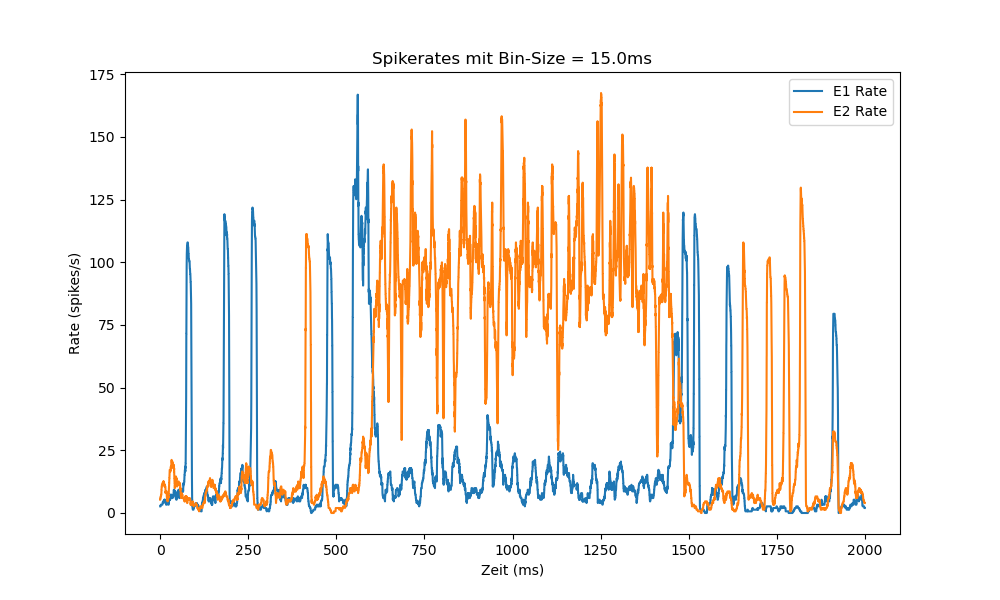 Spikerates mit Bin-Size = 15.0ms
E1 Rate
E2 Rate
Rate (spikes/s)
175
150
125
100
75
50
25
0
0 250 500 750 1000 1250 1500 1750 2000
Zeit (ms)